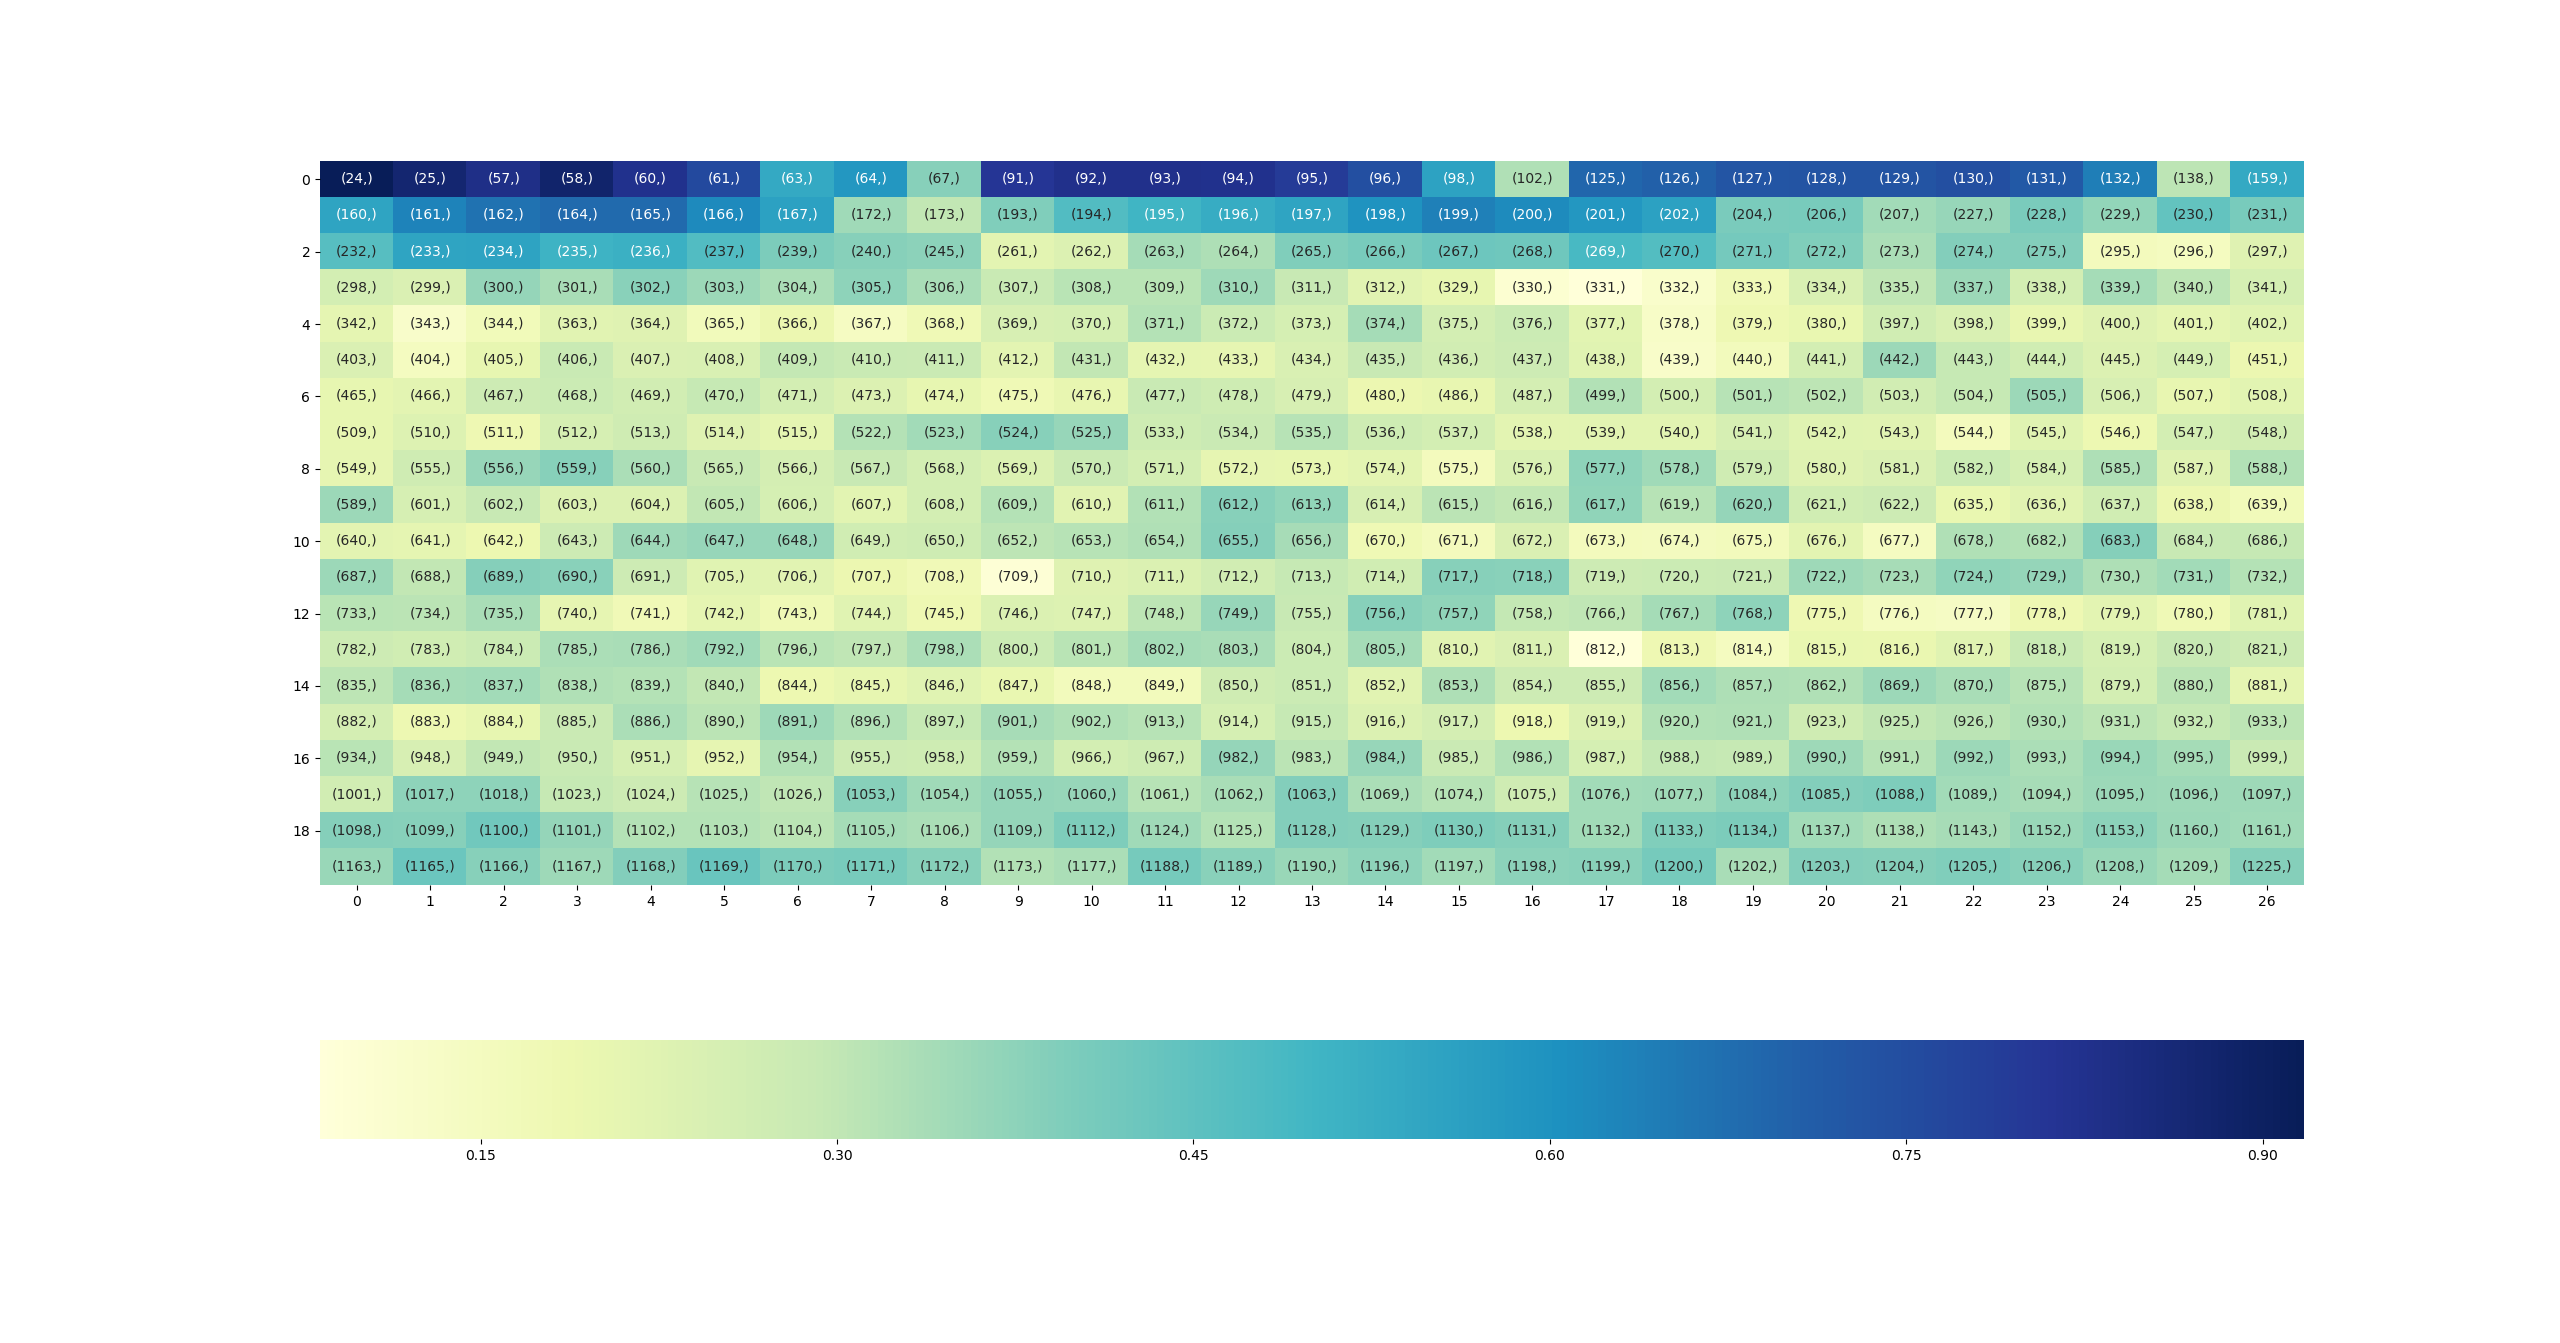 0 (24,) (25,) (57,) (58,) (60,) (61,) (63,) (64,) (67,) (91,) (92,) (93,) (94,) (95,) (96,) (98,) (102,) (125,) (126,) (127,) (128,) (129,) (130,) (131,) (132,) (138,) (159,)
(160,) (161,) (162,) (164,) (165,) (166,) (167,) (172,) (173,) (193,) (194,) (195,) (196,) (197,) (198,) (199,) (200,) (201,) (202,) (204,) (206,) (207,) (227,) (228,) (229,) (230,) (231,)
2 (232,) (233,) (234,) (235,) (236,) (237,) (239,) (240,) (245,) (261,) (262,) (263,) (264,) (265,) (266,) (267,) (268,) (269,) (270,) (271,) (272,) (273,) (274,) (275,) (295,) (296,) (297,)
(298,) (299,) (300,) (301,) (302,) (303,) (304,) (305,) (306,) (307,) (308,) (309,) (310,) (311,) (312,) (329,) (330,) (331,) (332,) (333,) (334,) (335,) (337,) (338,) (339,) (340,) (341,)
4 (342,) (343,) (344,) (363,) (364,) (365,) (366,) (367,) (368,) (369,) (370,) (371,) (372,) (373,) (374,) (375,) (376,) (377,) (378,) (379,) (380,) (397,) (398,) (399,) (400,) (401,) (402,)
(403,) (404,) (405,) (406,) (407,) (408,) (409,) (410,) (411,) (412,) (431,) (432,) (433,) (434,) (435,) (436,) (437,) (438,) (439,) (440,) (441,) (442,) (443,) (444,) (445,) (449,) (451,)
6 (465,) (466,) (467,) (468,) (469,) (470,) (471,) (473,) (474,) (475,) (476,) (477,) (478,) (479,) (480,) (486,) (487,) (499,) (500,) (501,) (502,) (503,) (504,) (505,) (506,) (507,) (508,)
(509,) (510,) (511,) (512,) (513,) (514,) (515,) (522,) (523,) (524,) (525,) (533,) (534,) (535,) (536,) (537,) (538,) (539,) (540,) (541,) (542,) (543,) (544,) (545,) (546,) (547,) (548,)
8 (549,) (555,) (556,) (559,) (560,) (565,) (566,) (567,) (568,) (569,) (570,) (571,) (572,) (573,) (574,) (575,) (576,) (577,) (578,) (579,) (580,) (581,) (582,) (584,) (585,) (587,) (588,)
(589,) (601,) (602,) (603,) (604,) (605,) (606,) (607,) (608,) (609,) (610,) (611,) (612,) (613,) (614,) (615,) (616,) (617,) (619,) (620,) (621,) (622,) (635,) (636,) (637,) (638,) (639,)
10 (640,) (641,) (642,) (643,) (644,) (647,) (648,) (649,) (650,) (652,) (653,) (654,) (655,) (656,) (670,) (671,) (672,) (673,) (674,) (675,) (676,) (677,) (678,) (682,) (683,) (684,) (686,)
(687,) (688,) (689,) (690,) (691,) (705,) (706,) (707,) (708,) (709,) (710,) (711,) (712,) (713,) (714,) (717,) (718,) (719,) (720,) (721,) (722,) (723,) (724,) (729,) (730,) (731,) (732,)
12 (733,) (734,) (735,) (740,) (741,) (742,) (743,) (744,) (745,) (746,) (747,) (748,) (749,) (755,) (756,) (757,) (758,) (766,) (767,) (768,) (775,) (776,) (777,) (778,) (779,) (780,) (781,)
(782,) (783,) (784,) (785,) (786,) (792,) (796,) (797,) (798,) (800,) (801,) (802,) (803,) (804,) (805,) (810,) (811,) (812,) (813,) (814,) (815,) (816,) (817,) (818,) (819,) (820,) (821,)
14 (835,) (836,) (837,) (838,) (839,) (840,) (844,) (845,) (846,) (847,) (848,) (849,) (850,) (851,) (852,) (853,) (854,) (855,) (856,) (857,) (862,) (869,) (870,) (875,) (879,) (880,) (881,)
(882,) (883,) (884,) (885,) (886,) (890,) (891,) (896,) (897,) (901,) (902,) (913,) (914,) (915,) (916,) (917,) (918,) (919,) (920,) (921,) (923,) (925,) (926,) (930,) (931,) (932,) (933,)
16 (934,) (948,) (949,) (950,) (951,) (952,) (954,) (955,) (958,) (959,) (966,) (967,) (982,) (983,) (984,) (985,) (986,) (987,) (988,) (989,) (990,) (991,) (992,) (993,) (994,) (995,) (999,)
(1001,) (1017,) (1018,) (1023,) (1024,) (1025,) (1026,) (1053,) (1054,) (1055,) (1060,) (1061,) (1062,) (1063,) (1069,) (1074,) (1075,) (1076,) (1077,) (1084,) (1085,) (1088,) (1089,) (1094,) (1095,) (1096,) (1097,)
18 (1098,) (1099,) (1100,) (1101,) (1102,) (1103,) (1104,) (1105,) (1106,) (1109,) (1112,) (1124,) (1125,) (1128,) (1129,) (1130,) (1131,) (1132,) (1133,) (1134,) (1137,) (1138,) (1143,) (1152,) (1153,) (1160,) (1161,)
(1163,) (1165,) (1166,) (1167,) (1168,) (1169,) (1170,) (1171,) (1172,) (1173,) (1177,) (1188,) (1189,) (1190,) (1196,) (1197,) (1198,) (1199,) (1200,) (1202,) (1203,) (1204,) (1205,) (1206,) (1208,) (1209,) (1225,)
0 1 2 3 4 5 6 7 8 9 10 11 12 13 14 15 16 17 18 19 20 21 22 23 24 25 26
0.15 0.30 0.45 0.60 0.75 0.90